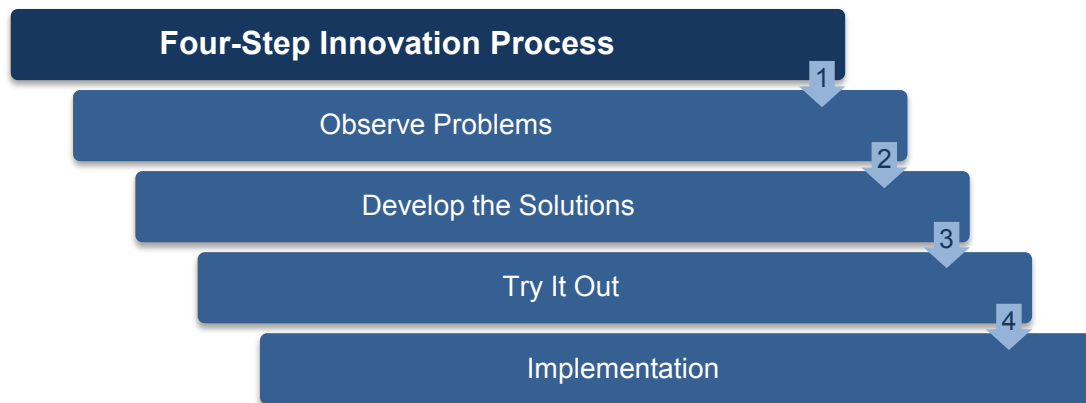 Four-Step Innovation Process
1
Observe Problems
2
Develop the Solutions
3
Try It Out
4
Implementation